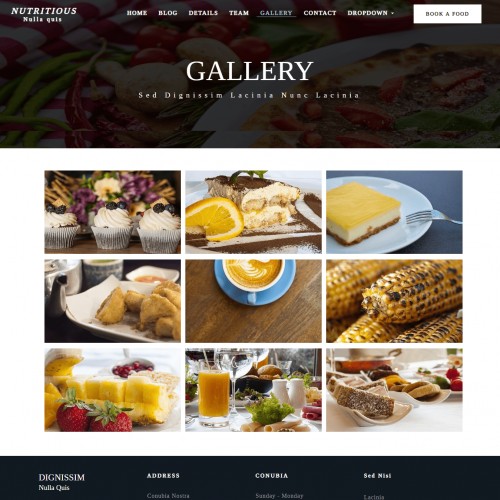 NUTRITIOUS
Nulla quis
HOME BLOG DETAILS TEAM GALLERY CONTACT DROPDOWN
BOOK A FOOD
GALLERY
Sed Dignissim Lacinia Nunc Lacinia
DIGNISSIM
Nulla Quis
ADDRESS
Conubia Nostra
CONUBIA
Sunday - Monday
Sed Nisi
Lacinia